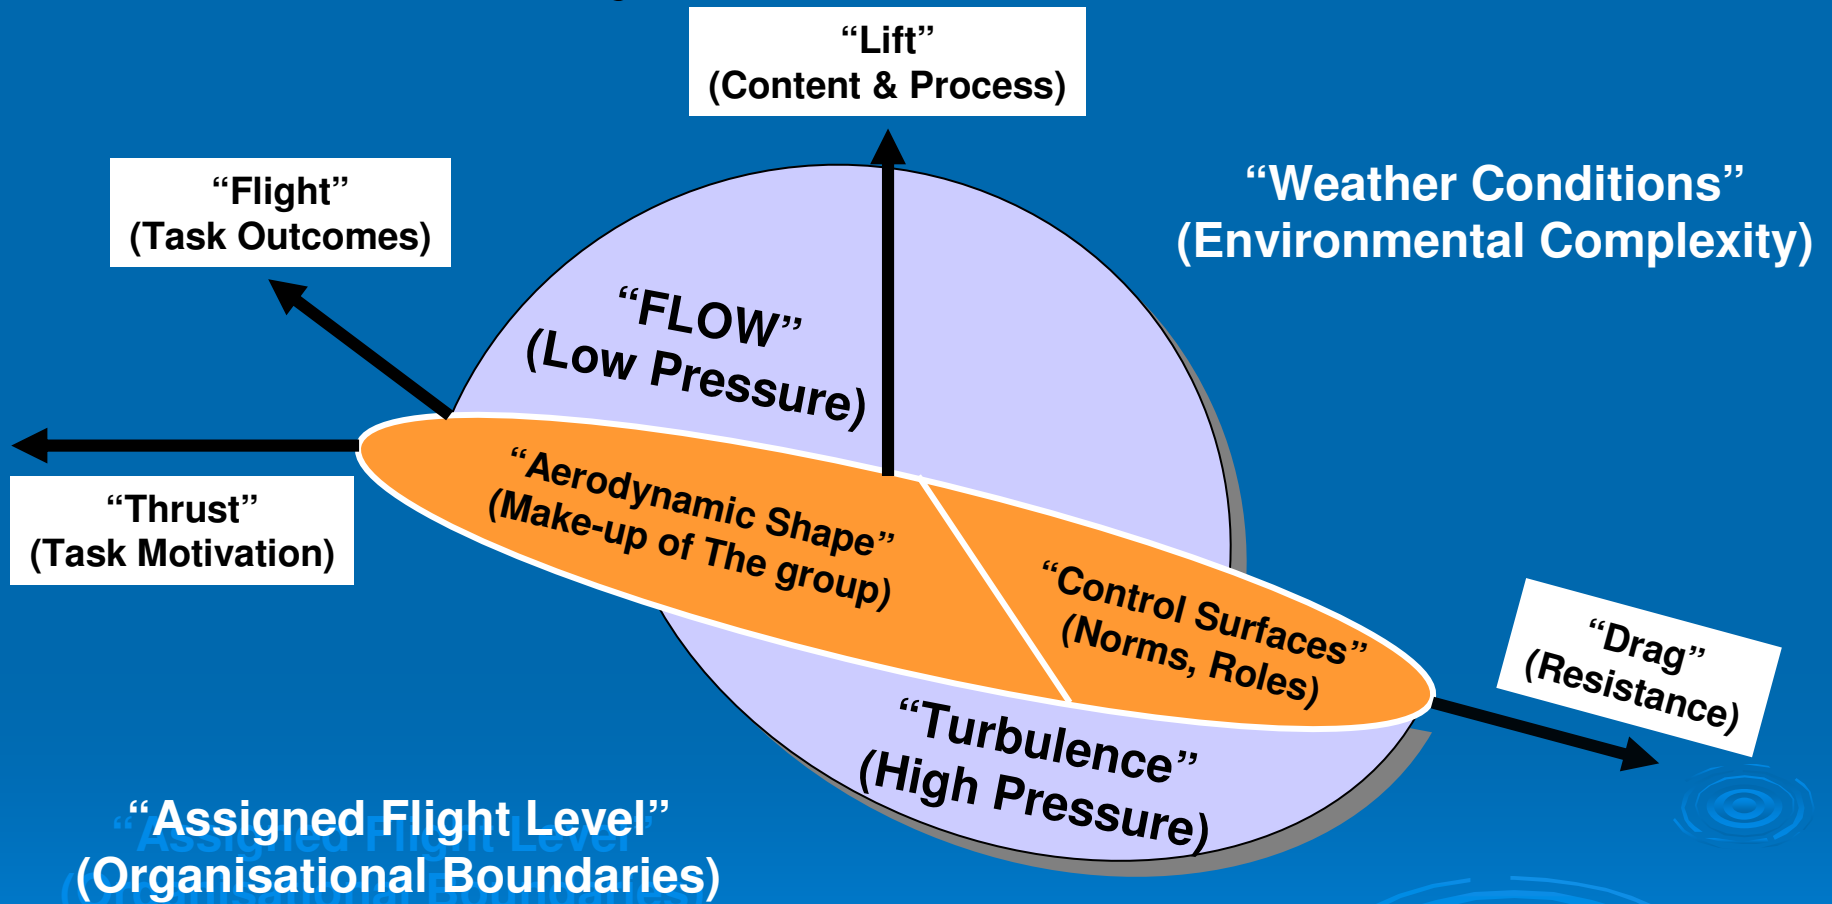 “Lift”
(Content & Process)
“Flight”
(Task Outcomes)
“Weather Conditions”
(Environmental Complexity)
“FLOW”
(Low Pressure)
“Thrust”
(Task Motivation)
“Aerodynamic Shape”
(Make-up of The group)
“Control Surfaces”
(Norms, Roles)
“Drag”
(Resistance)
“Turbulence”
(High Pressure)
“Assigned Flight Level”
(Organisational Boundaries)